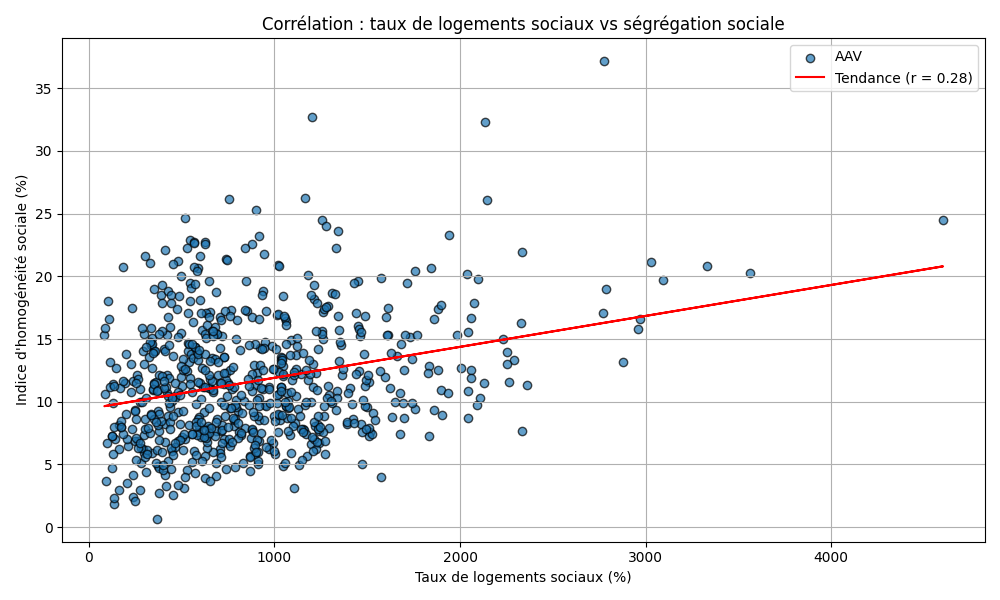 Corrélation : taux de logements sociaux vs ségrégation sociale
AAV
Tendance (r = 0.28)
Indice d'homogénéité sociale (%)
35
30
25
20
15
10
5
0
0 1000 2000 3000 4000
Taux de logements sociaux (%)